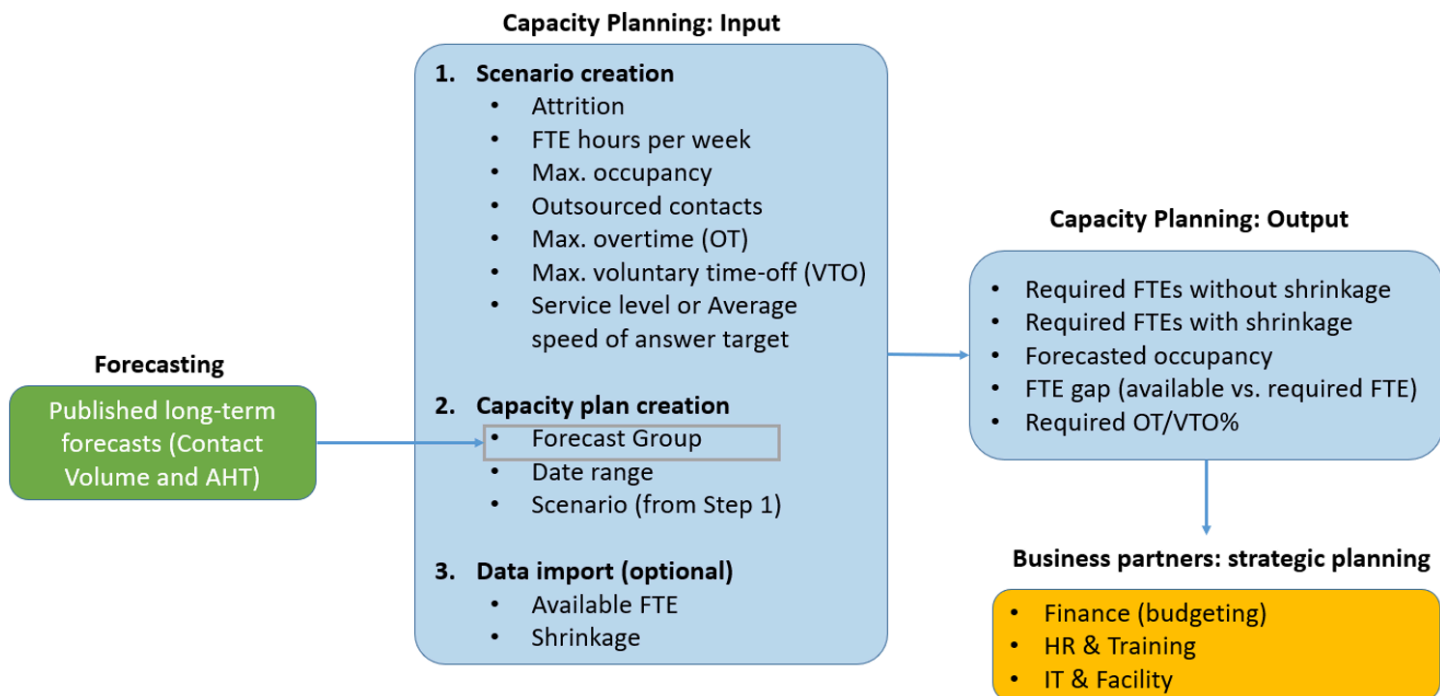 Capacity Planning: Input
1. Scenario creation
• Attrition
• FTE hours per week
• Max. occupancy
• Outsourced contacts
• Max. overtime (OT)
• Max. voluntary time-off (VTO)
• Service level or Average
speed of answer target
2. Capacity plan creation
• Forecast Group
• Date range
• Scenario (from Step 1)
3. Data import (optional)
• Available FTE
• Shrinkage
Forecasting
Published long-term
forecasts (Contact
Volume and AHT)
Capacity Planning: Output
• Required FTEs without shrinkage
• Required FTEs with shrinkage
• Forecasted occupancy
• FTE gap (available vs. required FTE)
• Required OT/VTO%
Business partners: strategic planning
• Finance (budgeting)
• HR & Training
• IT & Facility